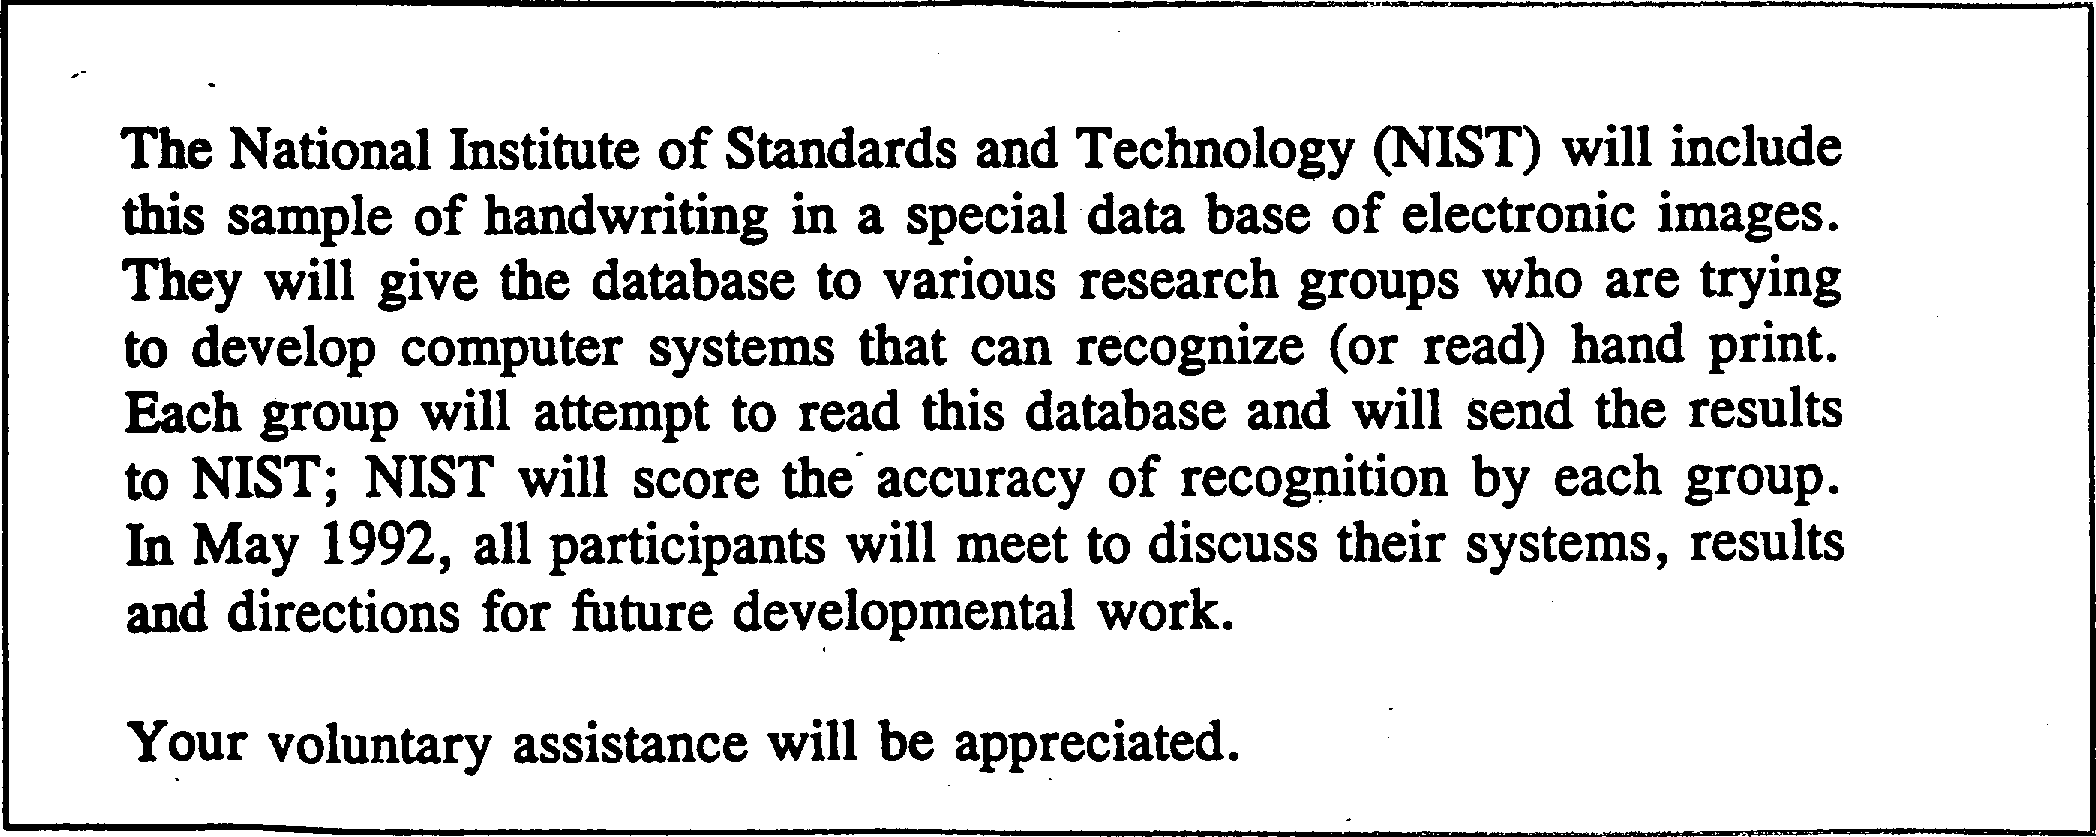 The National Institute of Standards and Technology (NIST) will include
this sample of handwriting in a special data base of electronic images.
They will give the database to various research groups who are trying
to develop computer systems that can recognize (or read) hand print.
Each group will attempt to read this database and will send the results
to NIST; NIST will score the accuracy of recognition by each group.
In May 1992, all participants will meet to discuss their systems, results
and directions for future developmental work.
Your voluntary assistance will be appreciated.